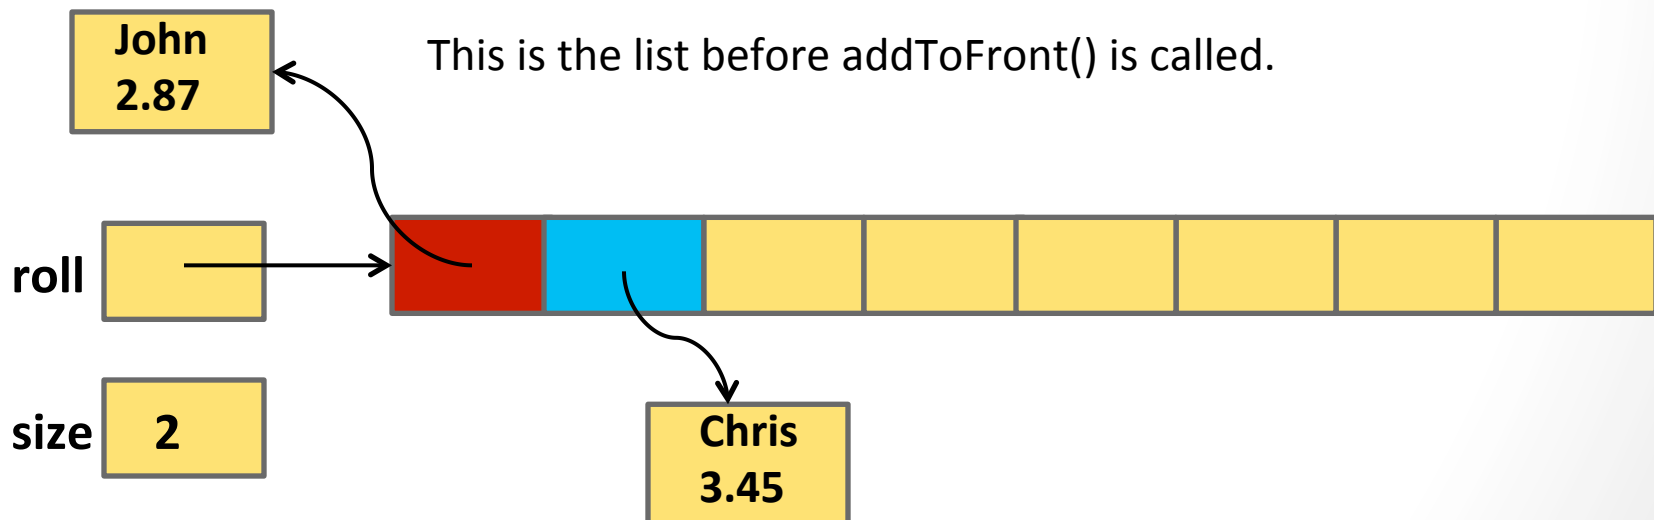 John
2.87
This is the list before addToFront() is called.
roll
size
2
Chris
3.45